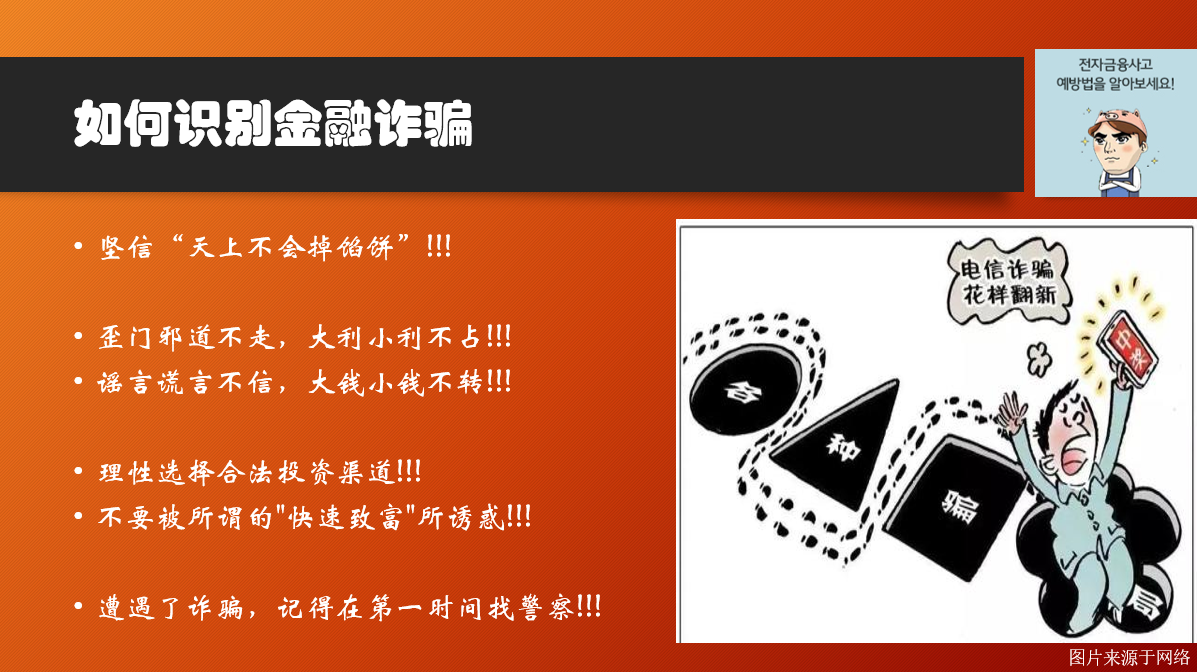 如何识别金融诈骗
전자금융사고
예방법을 알아보세요!
• 坚信“天上不会掉馅饼”!!!
• 歪门邪道不走，大利小利不占!!!
• 谣言谎言不信，大钱小钱不转!!!
• 理性选择合法投资渠道!!!
• 不要被所谓的"快速致富"所诱惑!!!
• 遭遇了诈骗，记得在第一时间找警察!!!
电信诈骗
花样翻新
中奖
各
种
骗
局
图片来源于网络